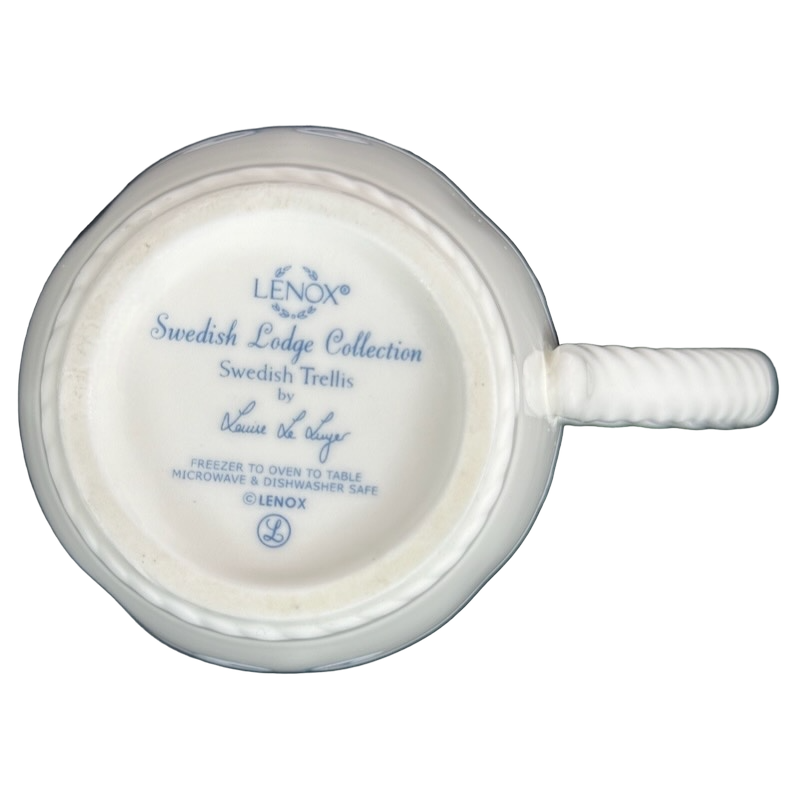 LENOX®
Swedish Lodge Collection
Swedish Trellis
by
Louise Le Luyer
FREEZER TO OVEN TO TABLE
MICROWAVE & DISHWASHER SAFE
©LENOX
L